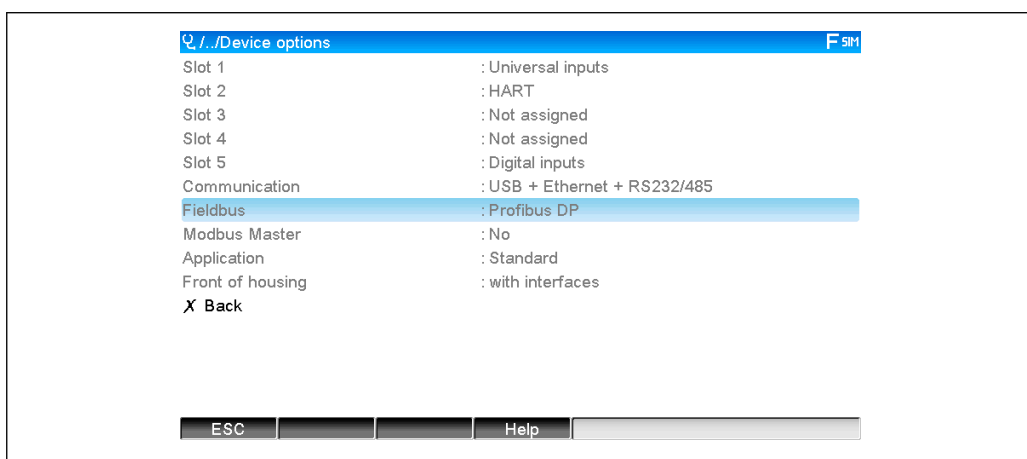 /../Device options F SIM
Slot 1 : Universal inputs
Slot 2 : HART
Slot 3 : Not assigned
Slot 4 : Not assigned
Slot 5 : Digital inputs
Communication : USB + Ethernet + RS232/485
Fieldbus : Profibus DP
Modbus Master : No
Application : Standard
Front of housing : with interfaces
X Back
ESC Help